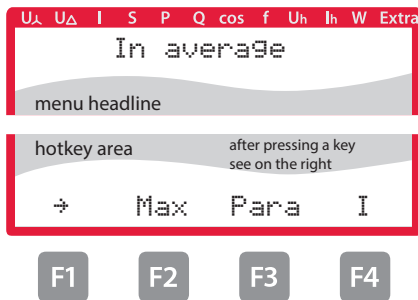 U⅄ U△ I S P Q cos f Uh Ih W Extra
In average
menu headline
hotkey area
after pressing a key
see on the right
→ Max Para I
F1 F2 F3 F4